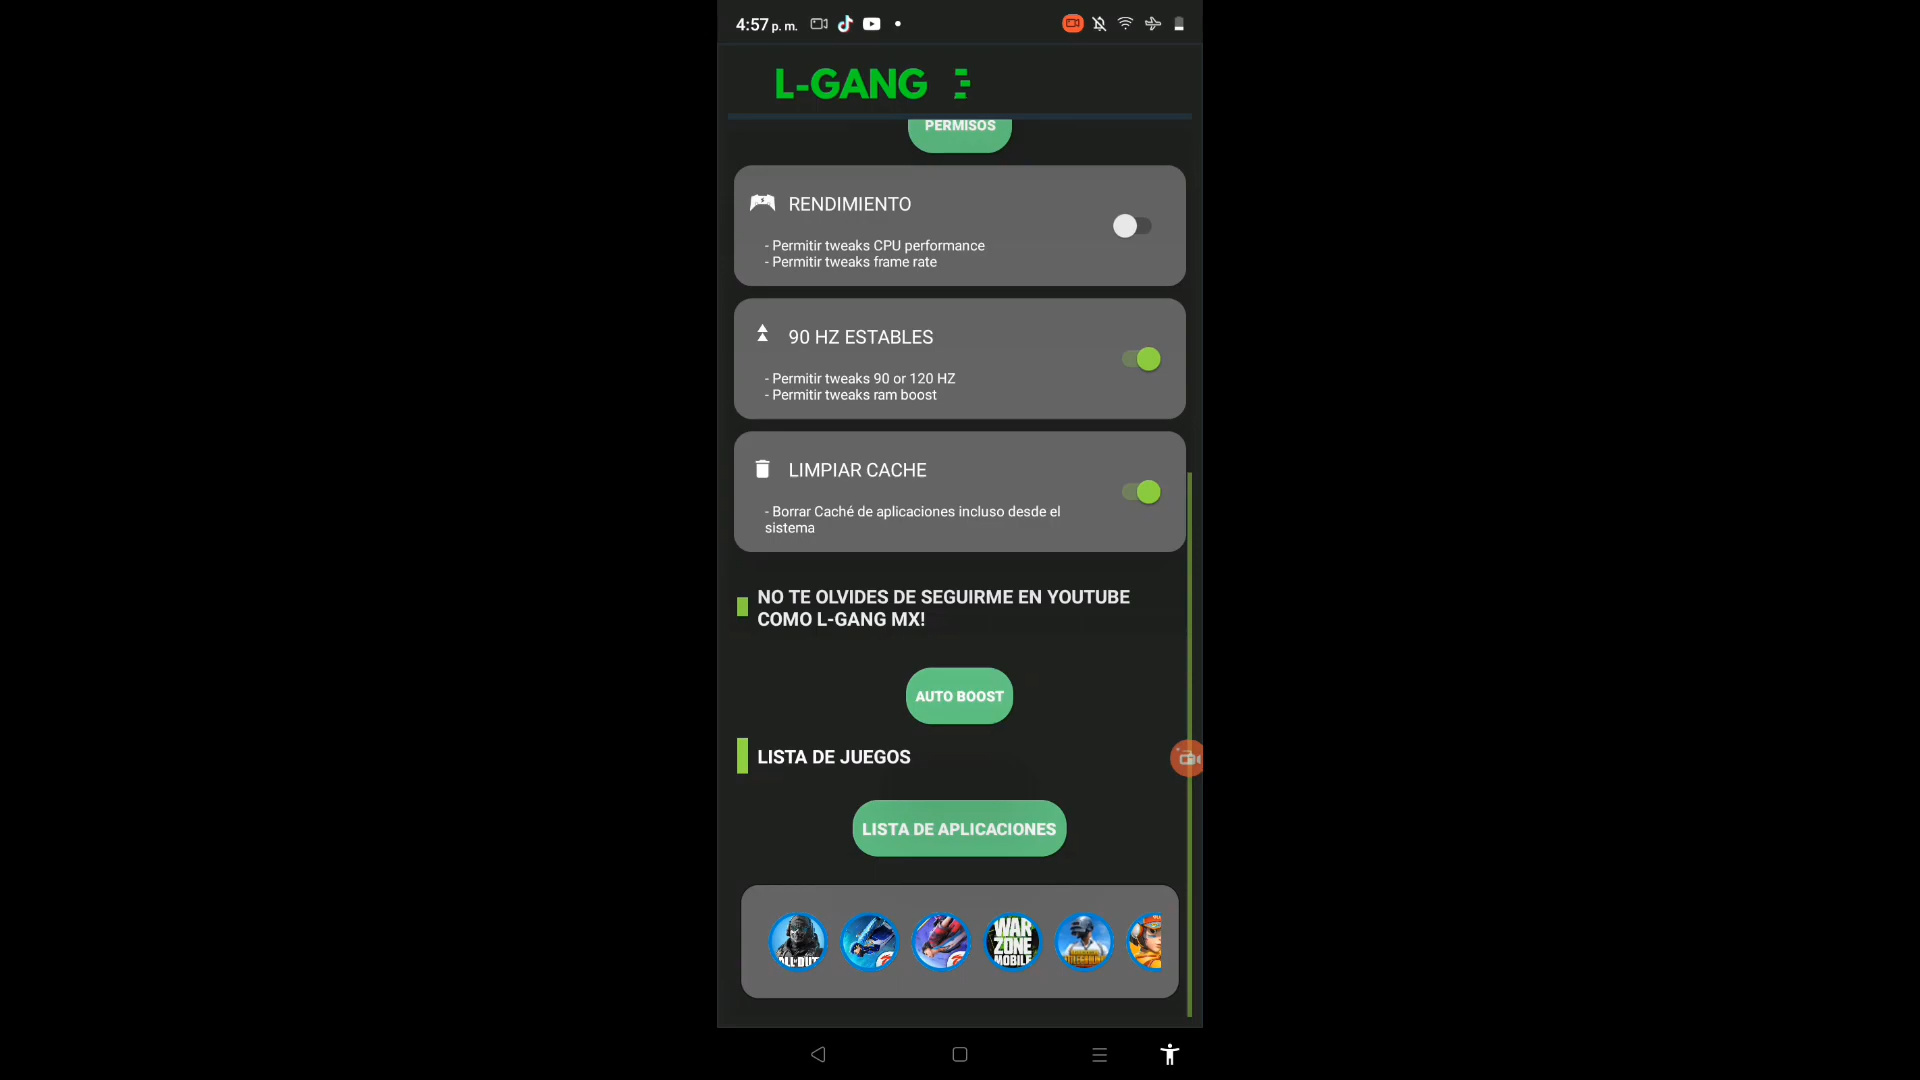 4:57 p. m.
L-GANG
PERMISOS
RENDIMIENTO
- Permitir tweaks CPU performance
- Permitir tweaks frame rate
90 HZ ESTABLES
- Permitir tweaks 90 or 120 HZ
- Permitir tweaks ram boost
LIMPIAR CACHE
- Borrar Caché de aplicaciones incluso desde el
sistema
NO TE OLVIDES DE SEGUIRME EN YOUTUBE
COMO L-GANG MX!
AUTO BOOST
LISTA DE JUEGOS
LISTA DE APLICACIONES
WAR
ZONE
MOBILE